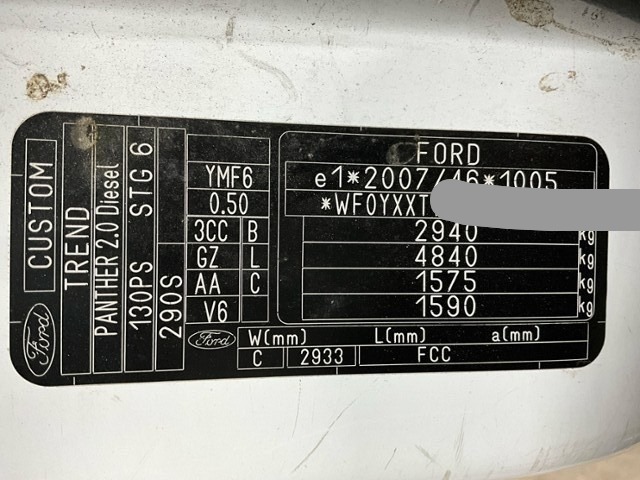 Ford
CUSTOM
TREND
PANTHER 2.0 Diesel
130PS STG 6
290S
YMF6
0.50
3CC B
GZ L
AA C
V6
FORD
e1*2007/46*1005
*WF0YXXT
2940 kg
4840
1575 kg
1590 kg
Ford
W(mm) L(mm) a(mm)
C 2933 FCC